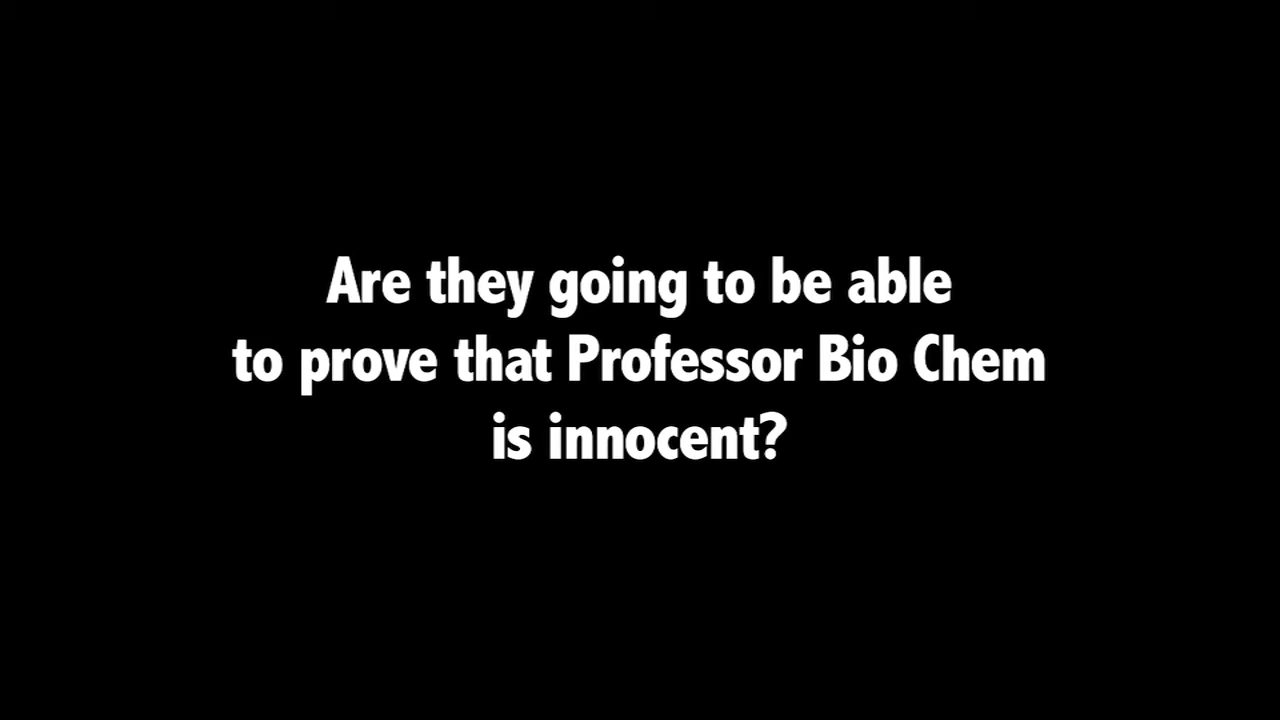 Are they going to be able
to prove that Professor Bio Chem
is innocent?